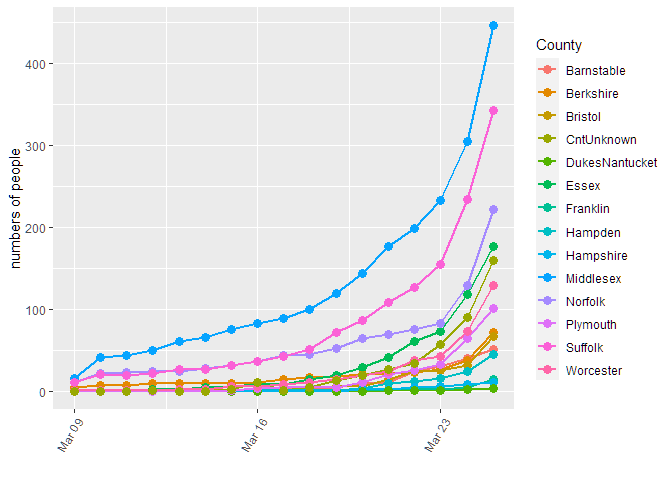 numbers of people
400
300
200
100
0
Mar 09
Mar 16
Mar 23
County
Barnstable
Berkshire
Bristol
CntUnknown
DukesNantucket
Essex
Franklin
Hampden
Hampshire
Middlesex
Norfolk
Plymouth
Suffolk
Worcester